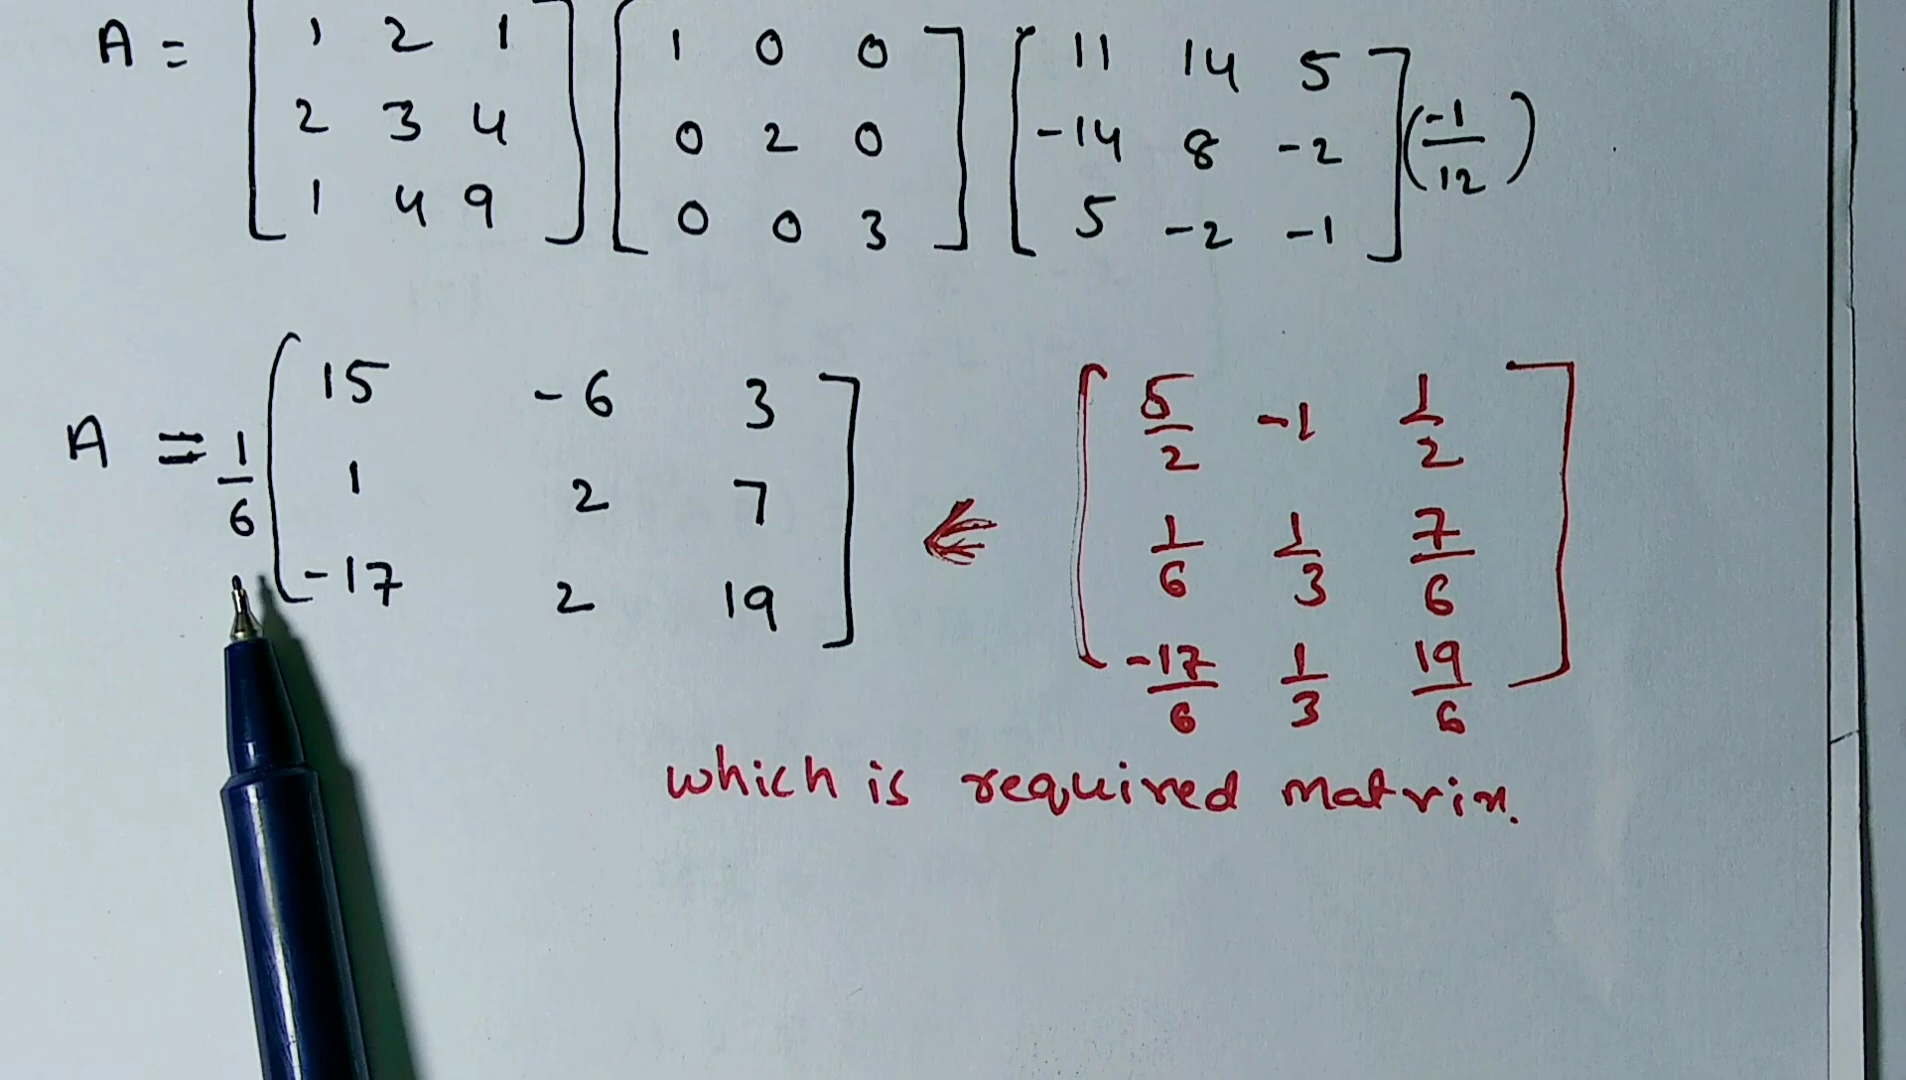 A = [ 1 2 1 ] [ 1 0 0 ] [ 11 14 5 ]
[ 2 3 4 ] [ 0 2 0 ] [ -14 8 -2 ] (-1/12)
[ 1 4 9 ] [ 0 0 3 ] [ 5 -2 -1 ]
A = 1/6 [ 15 -6 3 ]
[ 1 2 7 ]
[ -17 2 19 ]
⇐ [ 5/2 -1 1/2 ]
[ 1/6 1/3 7/6 ]
[ -17/6 1/3 19/6 ]
which is required matrix.